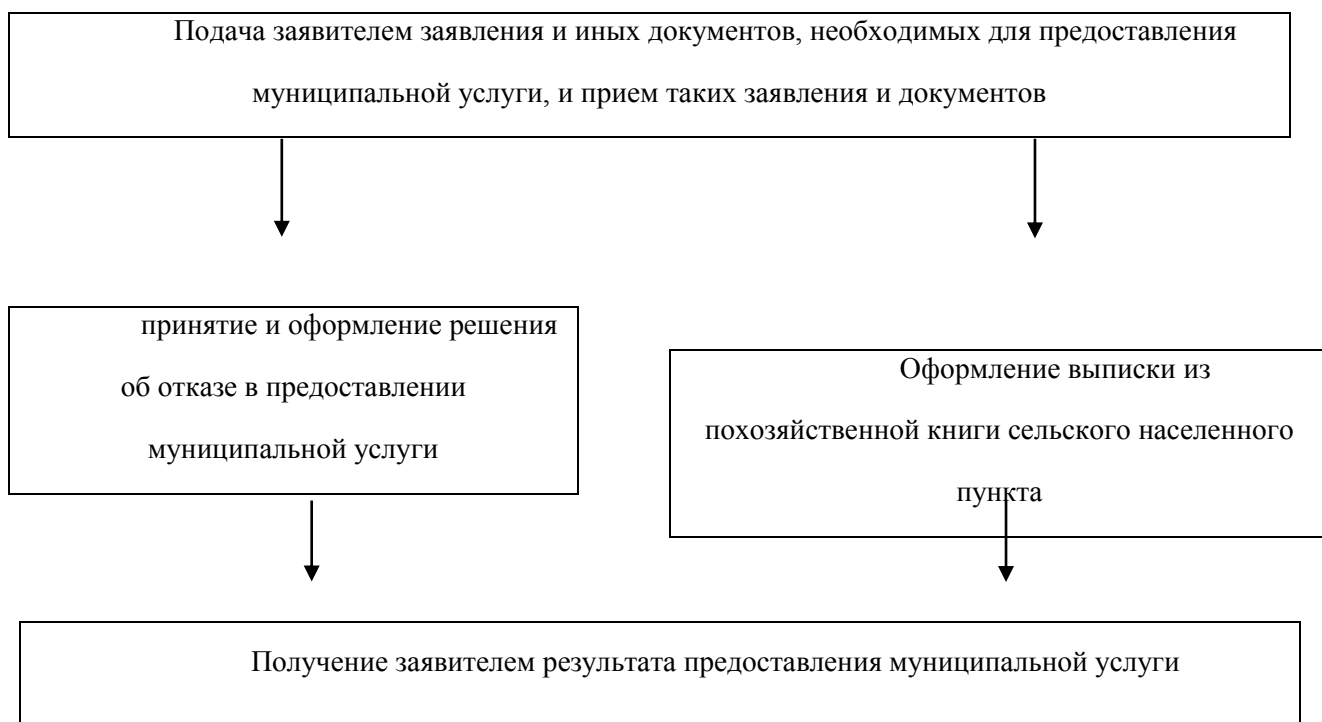 Подача заявителем заявления и иных документов, необходимых для предоставления
муниципальной услуги, и прием таких заявления и документов
принятие и оформление решения
об отказе в предоставлении
муниципальной услуги
Оформление выписки из
похозяйственной книги сельского населенного
пункта
Получение заявителем результата предоставления муниципальной услуги